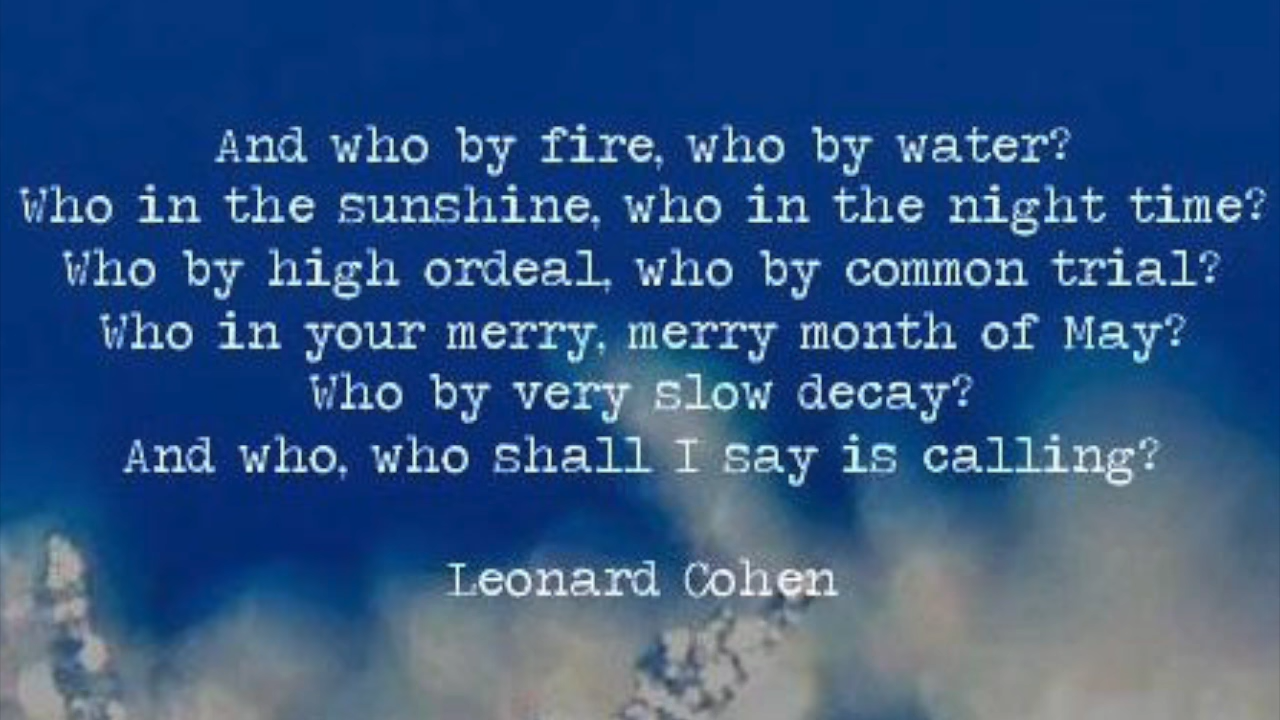 And who by fire, who by water?
Who in the sunshine, who in the night time?
Who by high ordeal, who by common trial?
Who in your merry, merry month of May?
Who by very slow decay?
And who, who shall I say is calling?
Leonard Cohen